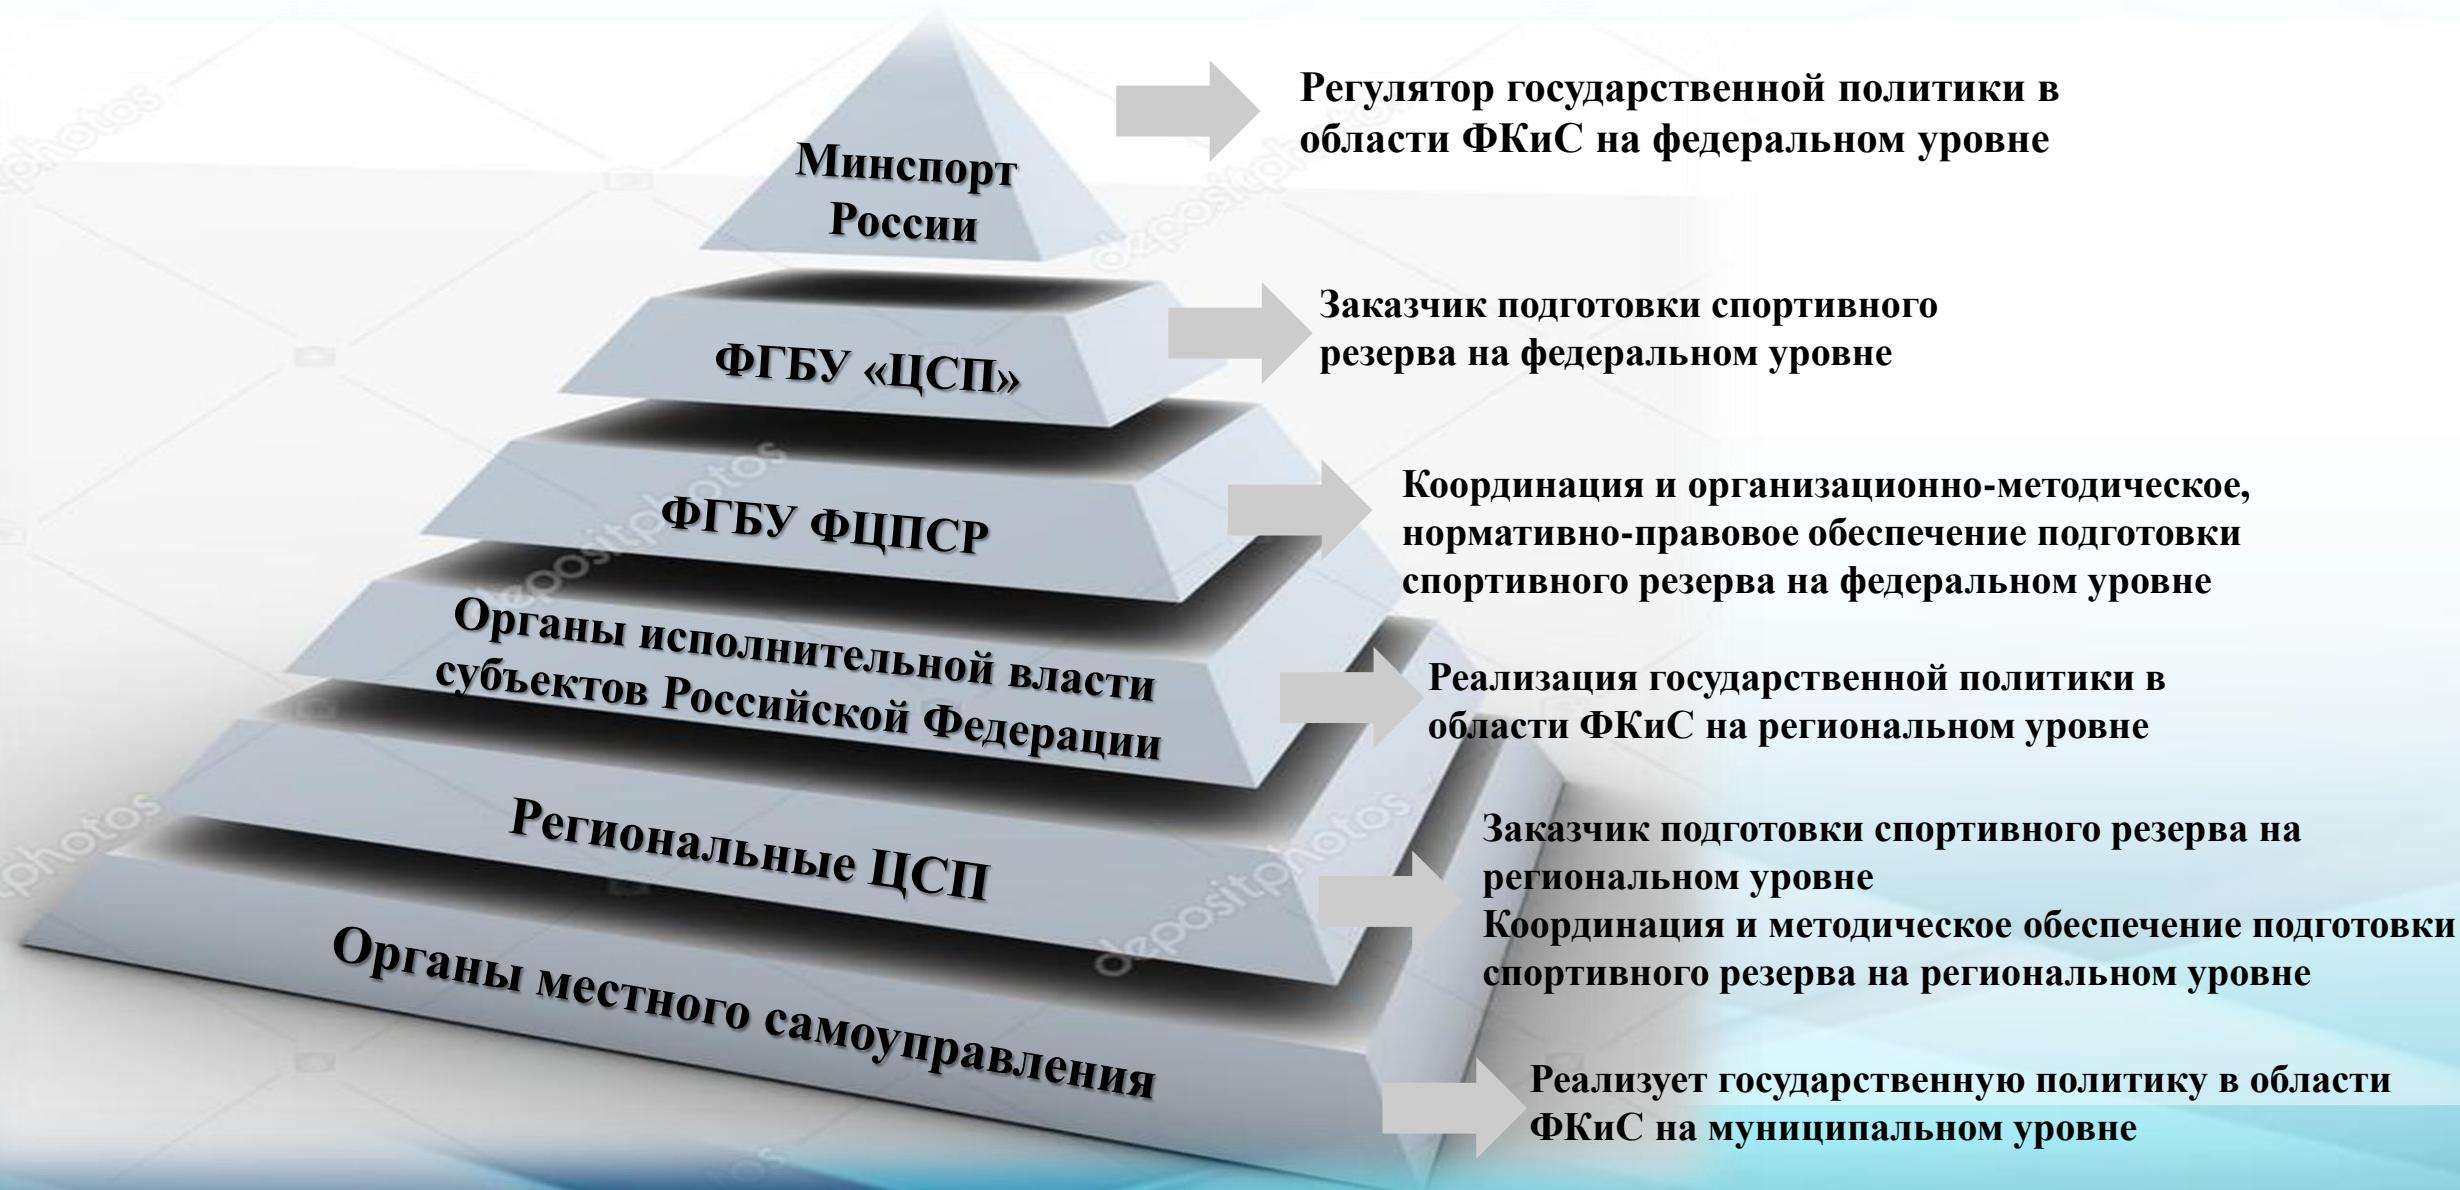 Минспорт
России
Регулятор государственной политики в
области ФКиС на федеральном уровне
ФГБУ «ЦСП»
Заказчик подготовки спортивного
резерва на федеральном уровне
ФГБУ ФЦПСР
Координация и организационно-методическое,
нормативно-правовое обеспечение подготовки
спортивного резерва на федеральном уровне
Органы исполнительной власти
субъектов Российской Федерации
Реализация государственной политики в
области ФКиС на региональном уровне
Региональные ЦСП
Заказчик подготовки спортивного резерва на
региональном уровне
Координация и методическое обеспечение подготовки
спортивного резерва на региональном уровне
Органы местного самоуправления
Реализует государственную политику в области
ФКиС на муниципальном уровне
depositphotos
depositphotos
depositphotos